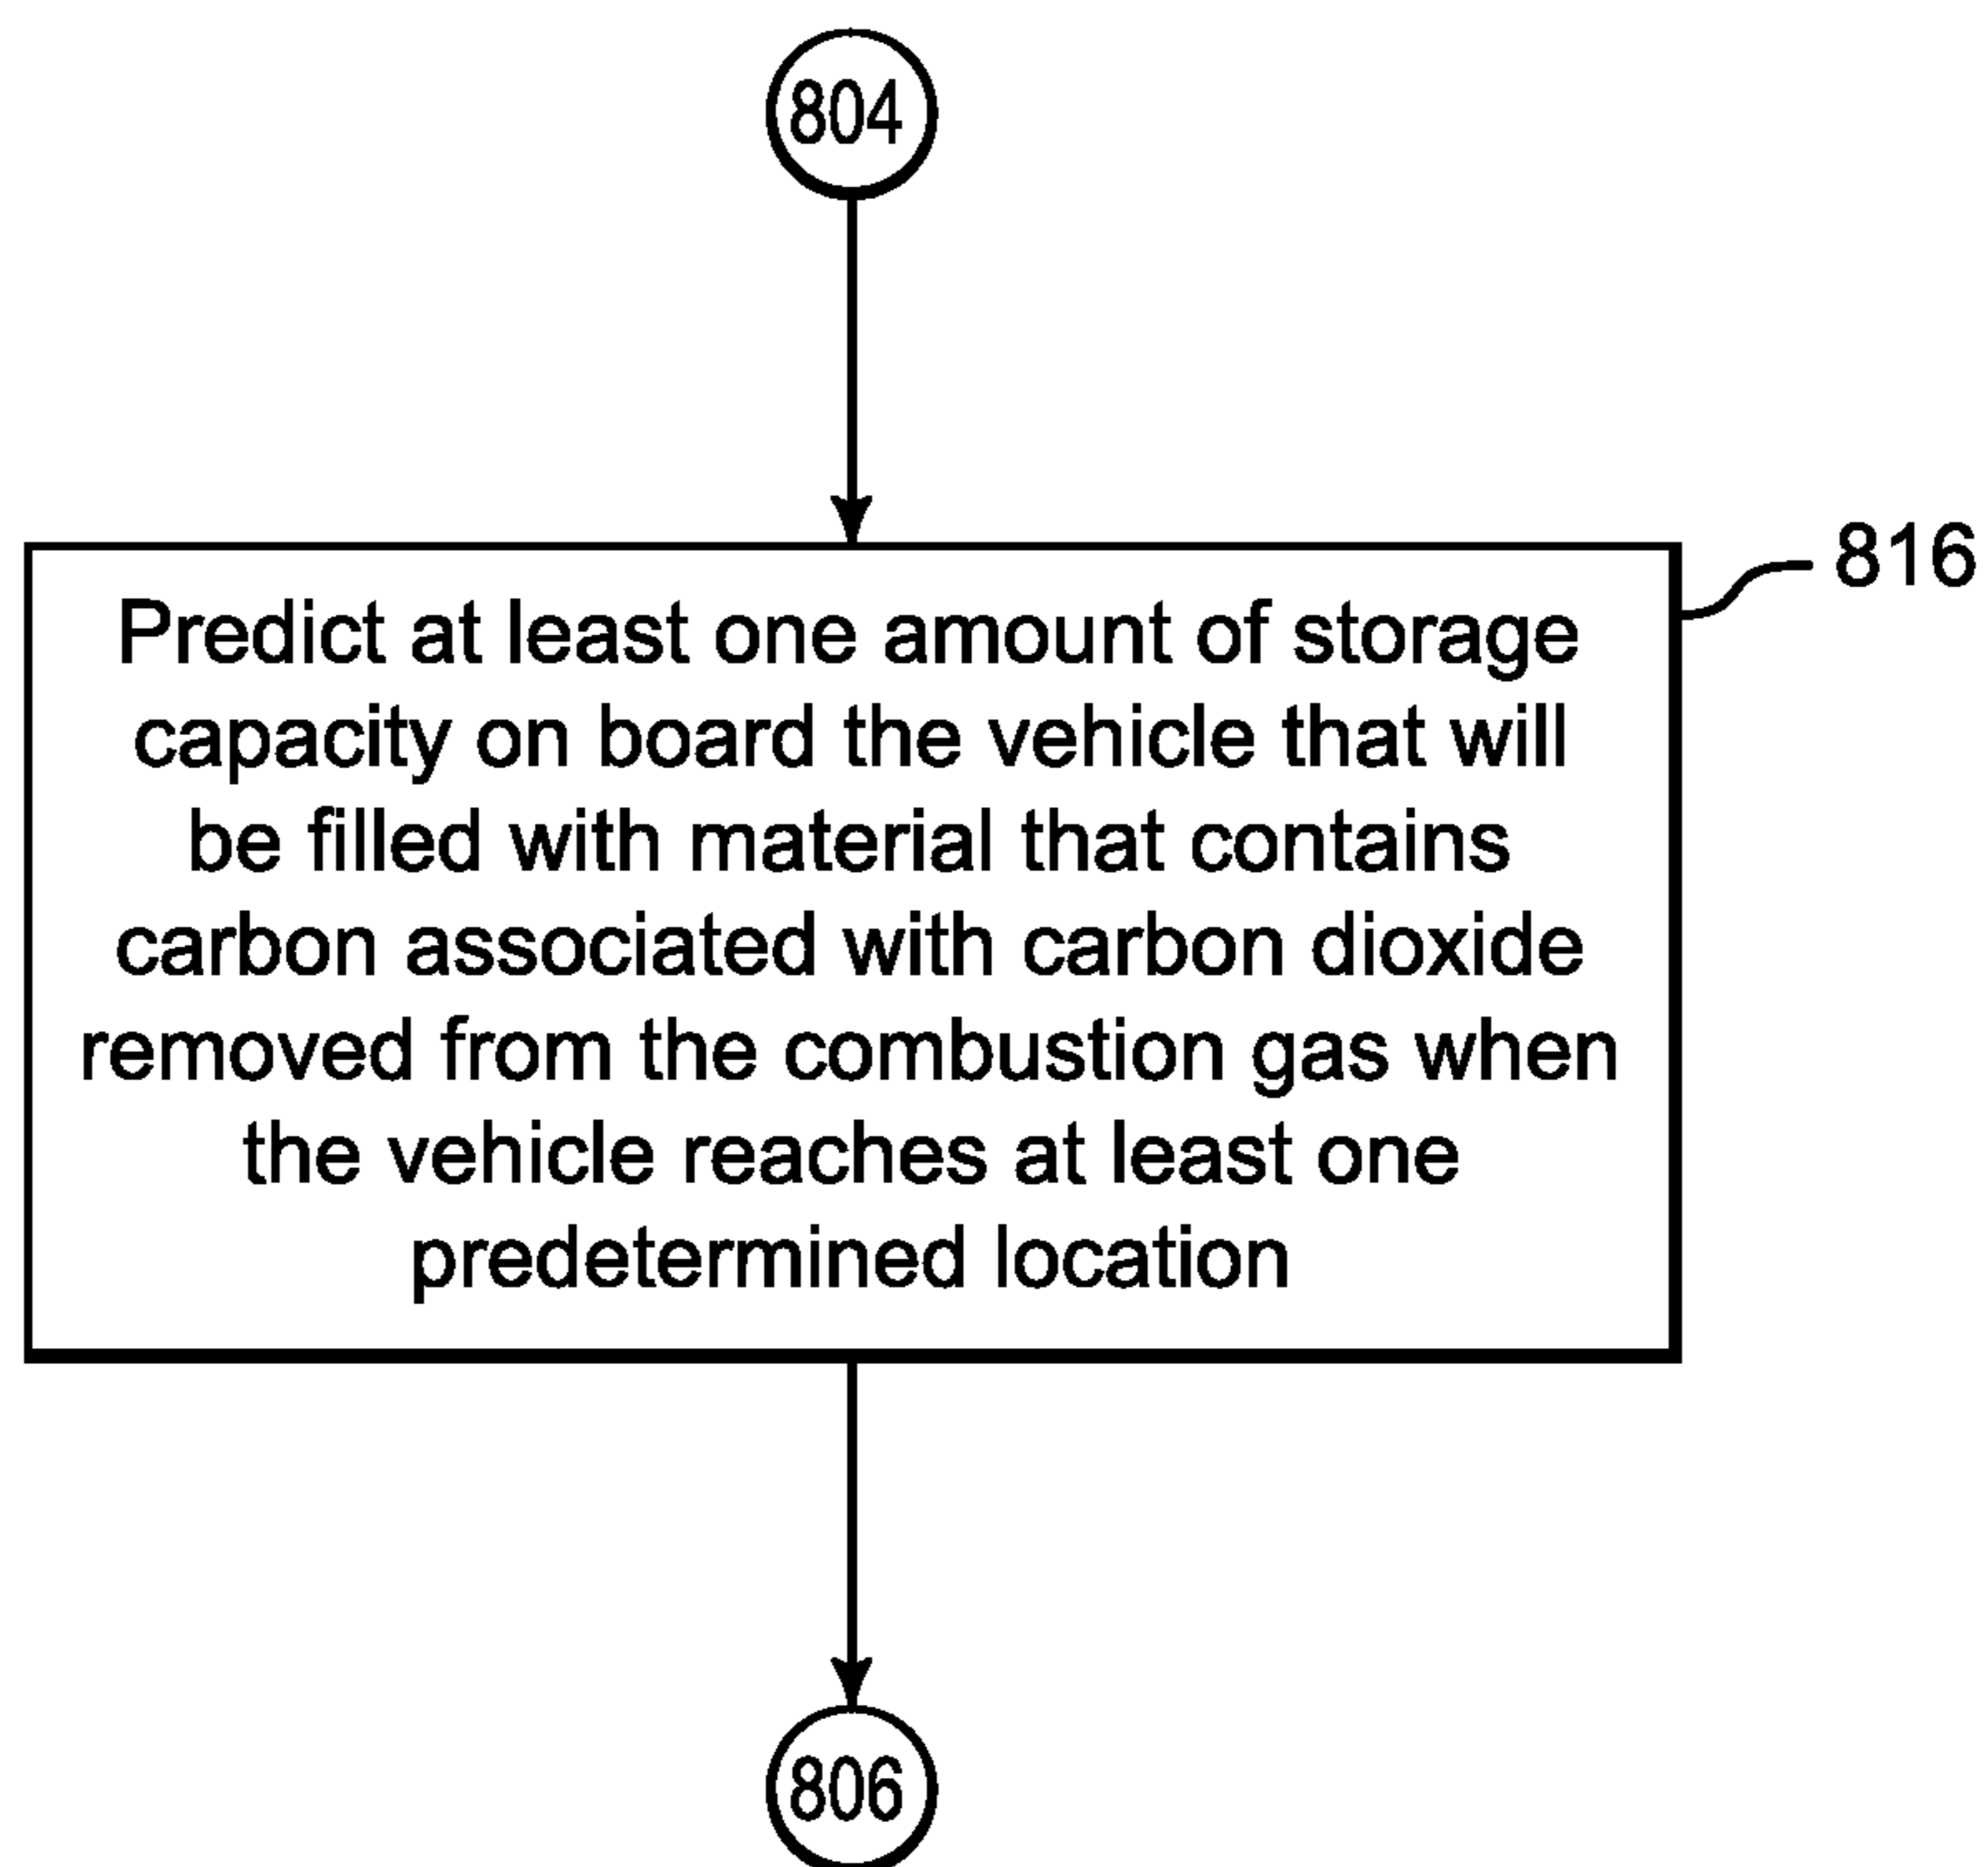 804
816
Predict at least one amount of storage
capacity on board the vehicle that will
be filled with material that contains
carbon associated with carbon dioxide
removed from the combustion gas when
the vehicle reaches at least one
predetermined location
806